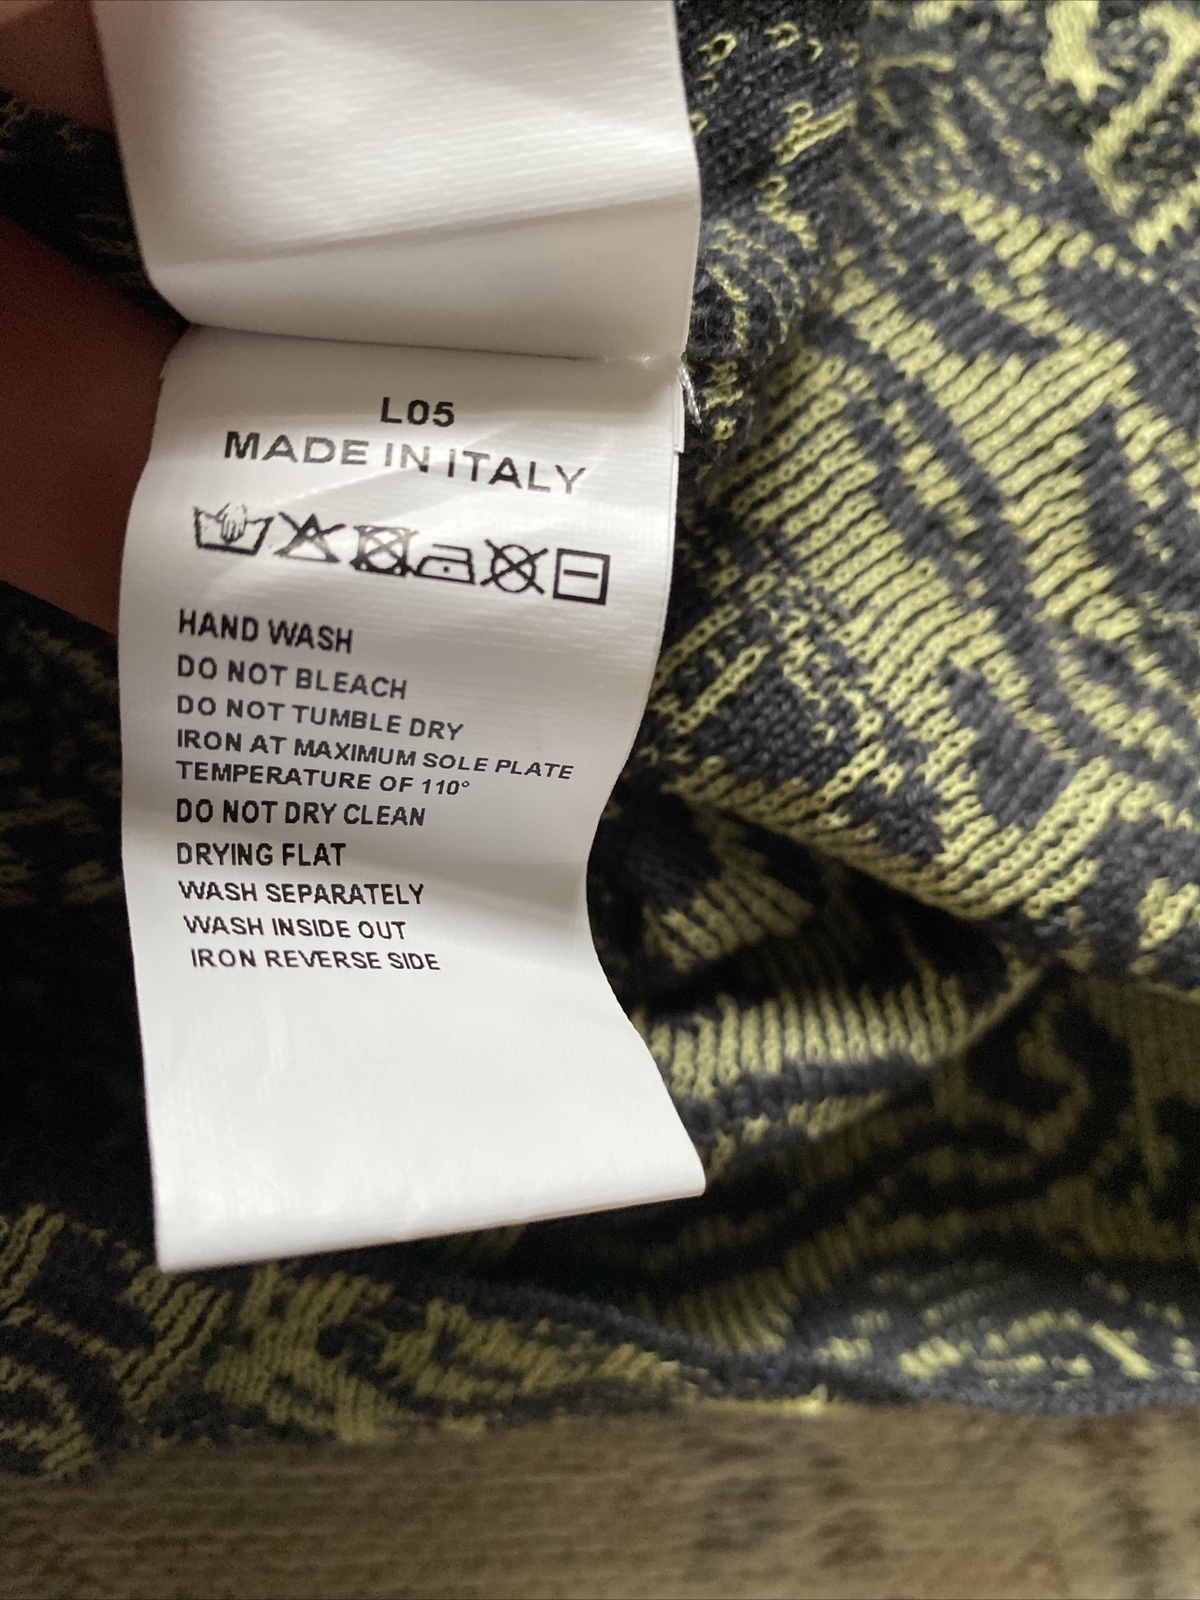 L05
MADE IN ITALY
HAND WASH
DO NOT BLEACH
DO NOT TUMBLE DRY
IRON AT MAXIMUM SOLE PLATE
TEMPERATURE OF 110°
DO NOT DRY CLEAN
DRYING FLAT
WASH SEPARATELY
WASH INSIDE OUT
IRON REVERSE SIDE